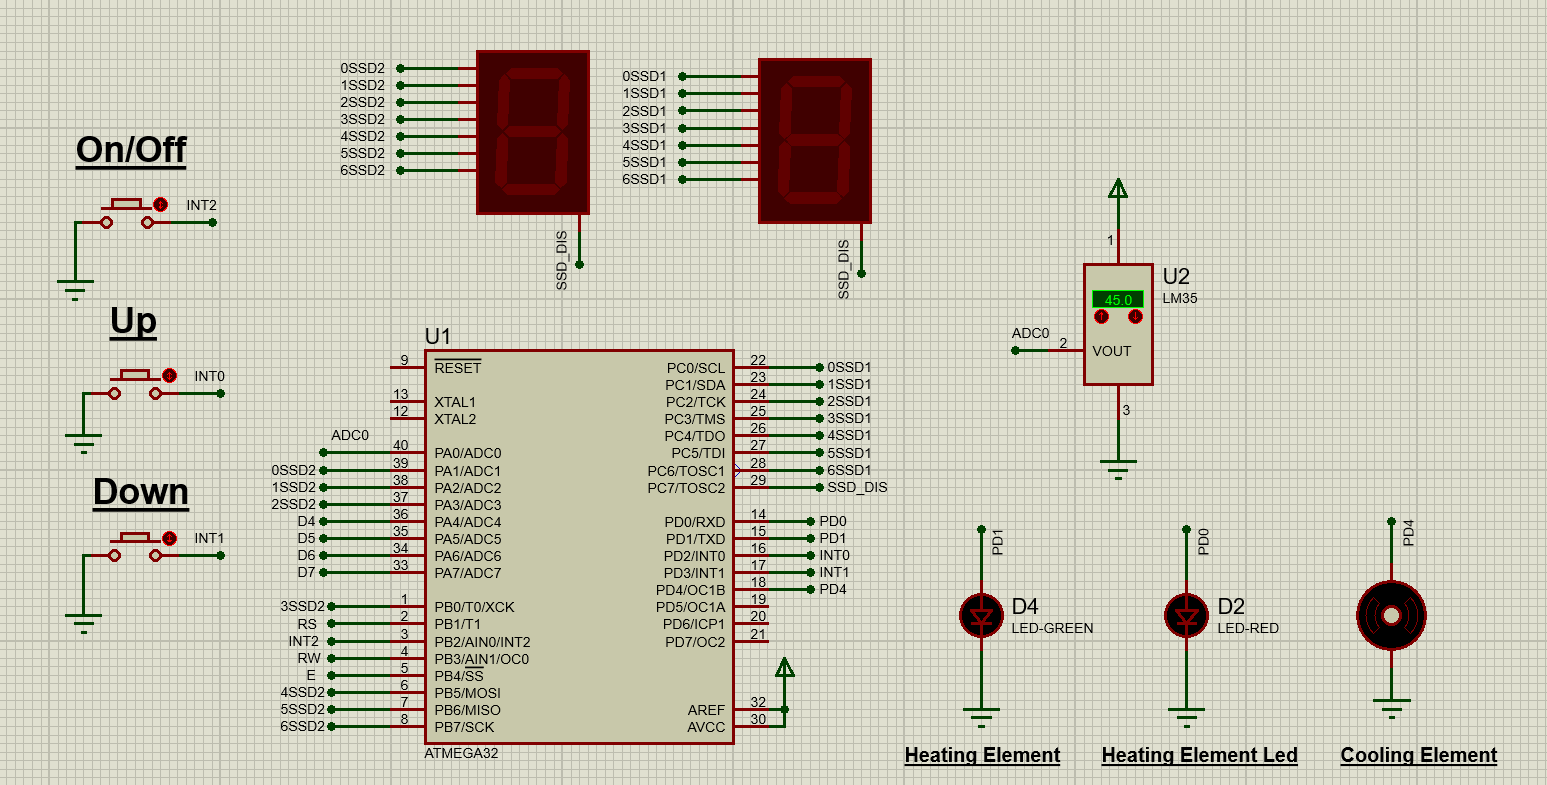 On/Off
INT2
Up
INT0
Down
INT1
0SSD2
1SSD2
2SSD2
3SSD2
4SSD2
5SSD2
6SSD2
SSD_DIS
0SSD1
1SSD1
2SSD1
3SSD1
4SSD1
5SSD1
6SSD1
SSD_DIS
U1
9 RESET
13 XTAL1
12 XTAL2
ADC0 40 PA0/ADC0
0SSD2 39 PA1/ADC1
1SSD2 38 PA2/ADC2
2SSD2 37 PA3/ADC3
D4 36 PA4/ADC4
D5 35 PA5/ADC5
D6 34 PA6/ADC6
D7 33 PA7/ADC7
3SSD2 1 PB0/T0/XCK
RS 2 PB1/T1
INT2 3 PB2/AIN0/INT2
RW 4 PB3/AIN1/OC0
E 5 PB4/SS
4SSD2 6 PB5/MOSI
5SSD2 7 PB6/MISO
6SSD2 8 PB7/SCK
PC0/SCL 22 0SSD1
PC1/SDA 23 1SSD1
PC2/TCK 24 2SSD1
PC3/TMS 25 3SSD1
PC4/TDO 26 4SSD1
PC5/TDI 27 5SSD1
PC6/TOSC1 28 6SSD1
PC7/TOSC2 29 SSD_DIS
PD0/RXD 14 PD0
PD1/TXD 15 PD1
PD2/INT0 16 INT0
PD3/INT1 17 INT1
PD4/OC1B 18 PD4
PD5/OC1A 19
PD6/ICP1 20
PD7/OC2 21
AREF 32
AVCC 30
ATMEGA32
1
U2
LM35
45.0
ADC0 2 VOUT
3
PD1
D4
LED-GREEN
Heating Element
PD0
D2
LED-RED
Heating Element Led
PD4
Cooling Element